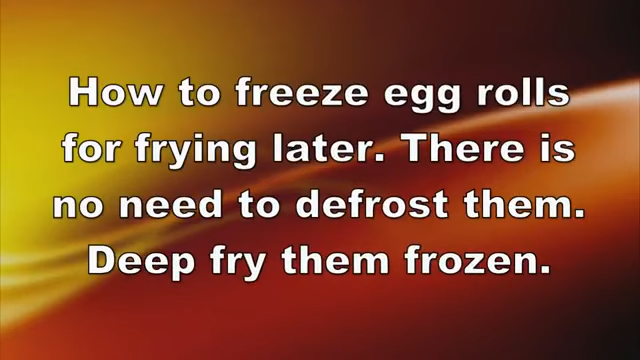 How to freeze egg rolls
for frying later. There is
no need to defrost them.
Deep fry them frozen.